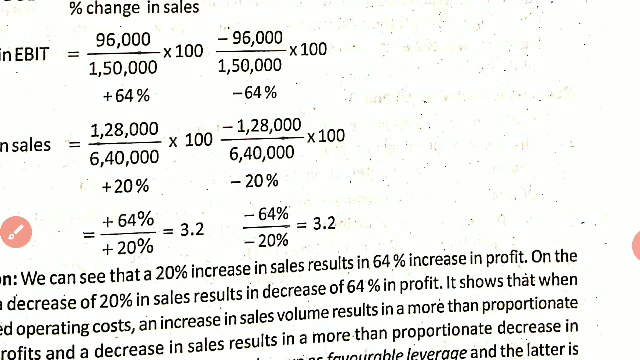 % change in sales
in EBIT = 96,000 / 1,50,000 x 100 – 96,000 / 1,50,000 x 100
+64% –64%
n sales = 1,28,000 / 6,40,000 x 100 – 1,28,000 / 6,40,000 x 100
+20% – 20%
= + 64% / + 20% = 3.2 – 64% / – 20% = 3.2
n: We can see that a 20% increase in sales results in 64 % increase in profit. On the
a decrease of 20% in sales results in decrease of 64 % in profit. It shows that when
ed operating costs, an increase in sales volume results in a more than proportionate
rofits and a decrease in sales results in a more than proportionate decrease in
favourable leverage and the latter is